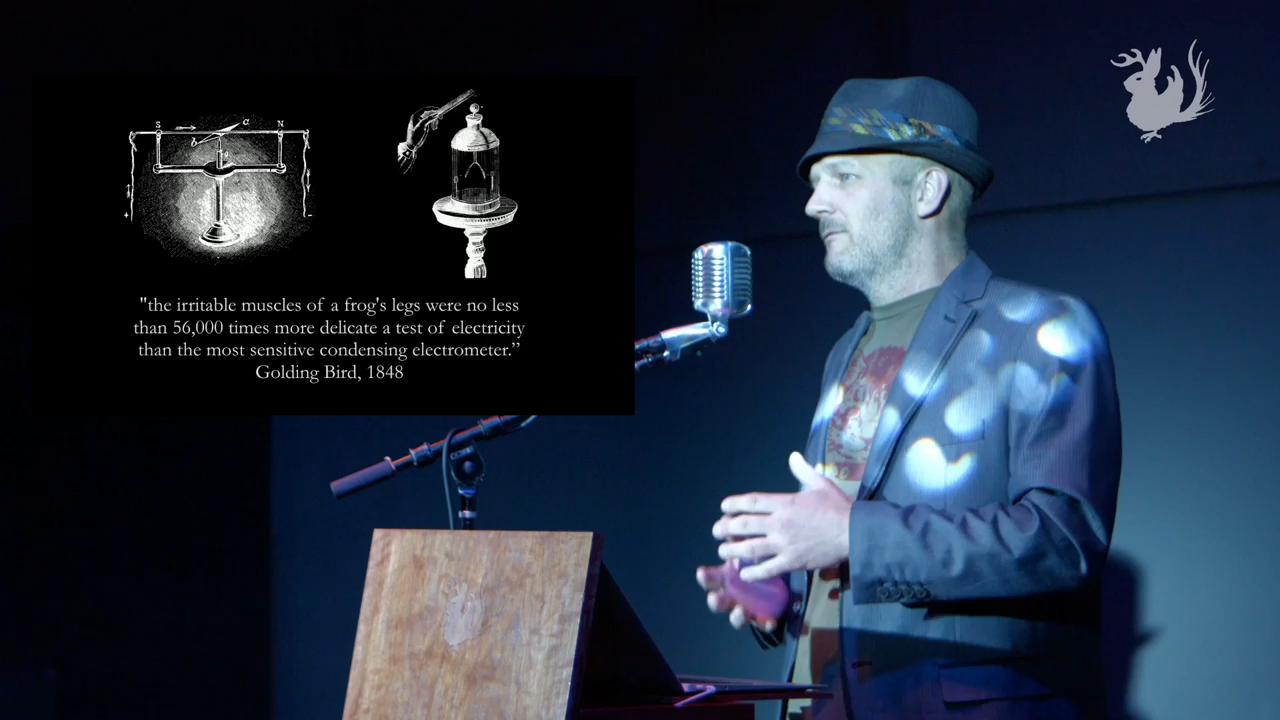 S
N
a
b
+
-
"the irritable muscles of a frog's legs were no less
than 56,000 times more delicate a test of electricity
than the most sensitive condensing electrometer.”
Golding Bird, 1848